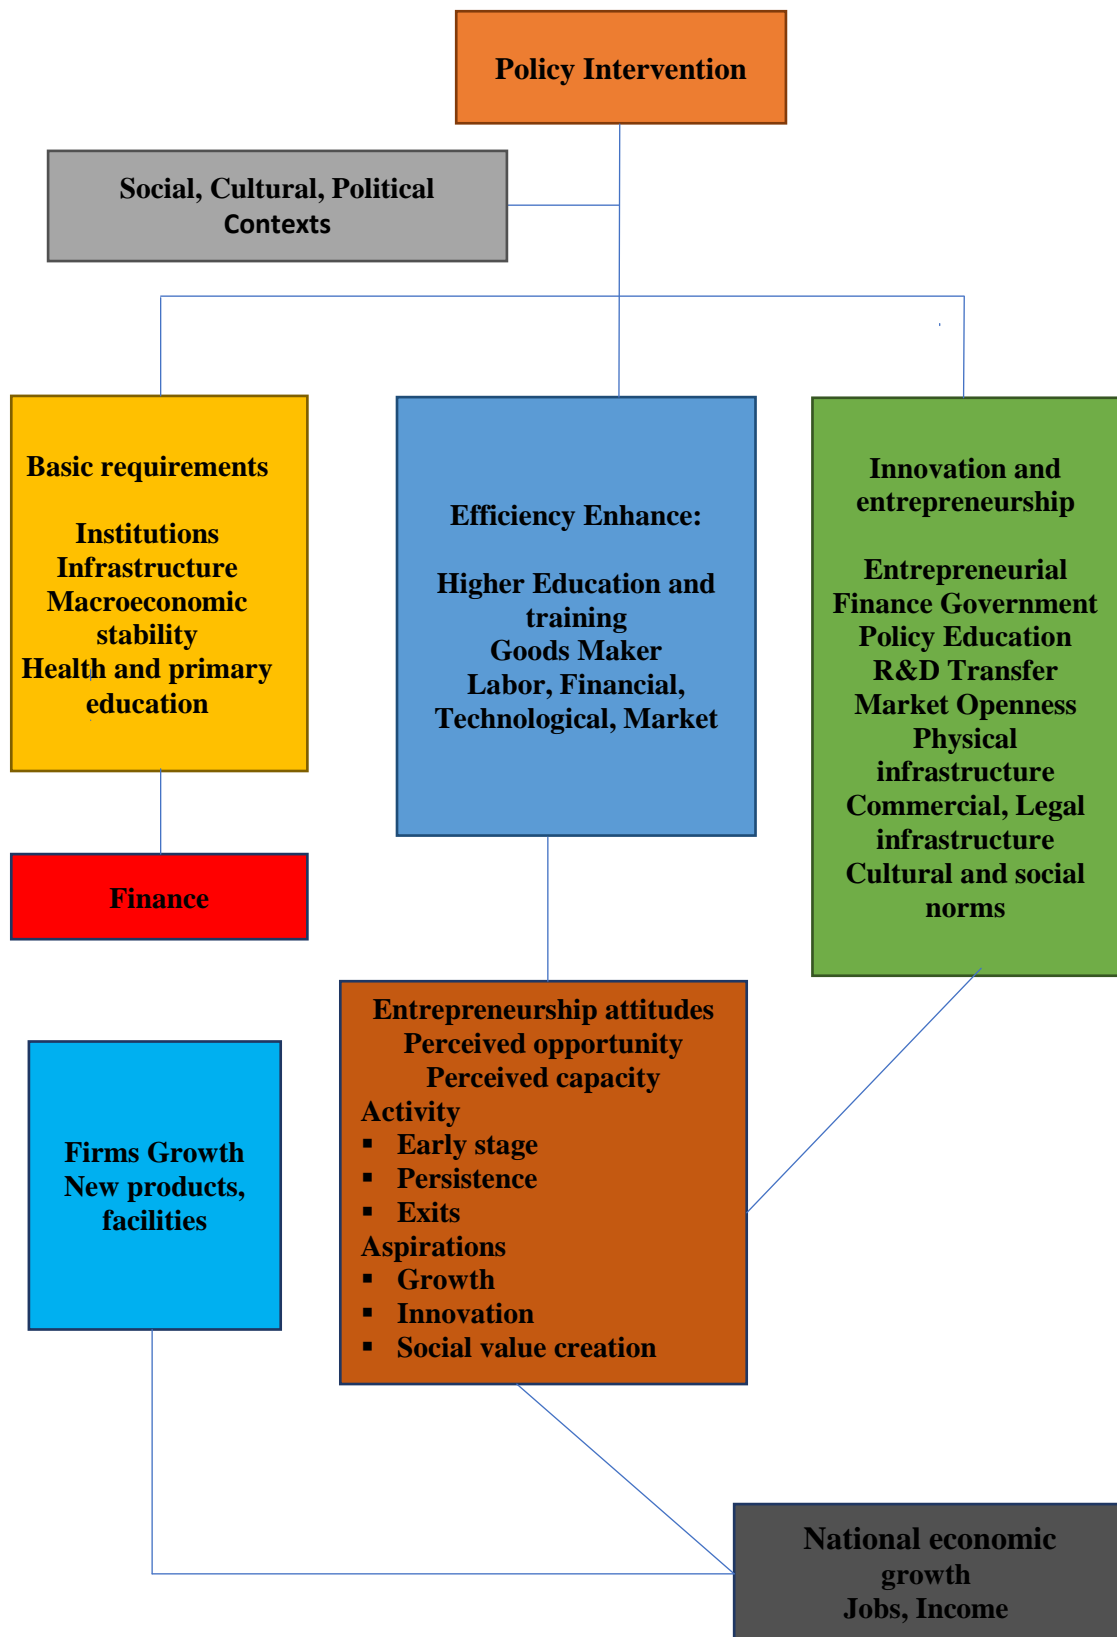 Policy Intervention
Social, Cultural, Political
Contexts
Basic requirements
Institutions
Infrastructure
Macroeconomic
stability
Health and primary
education
Efficiency Enhance:
Higher Education and
training
Goods Maker
Labor, Financial,
Technological, Market
Innovation and
entrepreneurship
Entrepreneurial
Finance Government
Policy Education
R&D Transfer
Market Openness
Physical
infrastructure
Commercial, Legal
infrastructure
Cultural and social
norms
Finance
Entrepreneurship attitudes
Perceived opportunity
Perceived capacity
Activity
▪ Early stage
▪ Persistence
▪ Exits
Aspirations
▪ Growth
▪ Innovation
▪ Social value creation
Firms Growth
New products,
facilities
National economic
growth
Jobs, Income